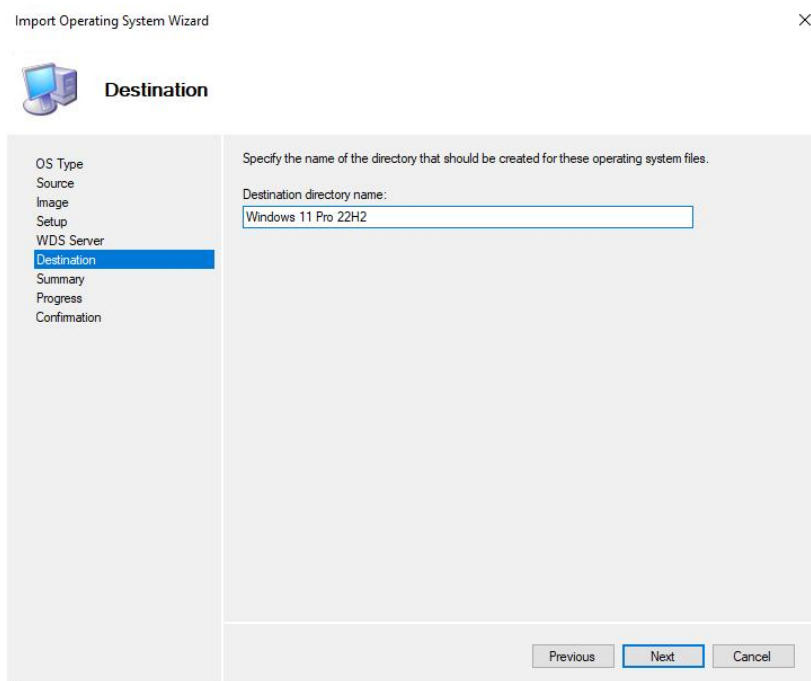 Import Operating System Wizard
Destination
OS Type
Source
Image
Setup
WDS Server
Destination
Summary
Progress
Confirmation
Specify the name of the directory that should be created for these operating system files.
Destination directory name:
Windows 11 Pro 22H2
Previous
Next
Cancel